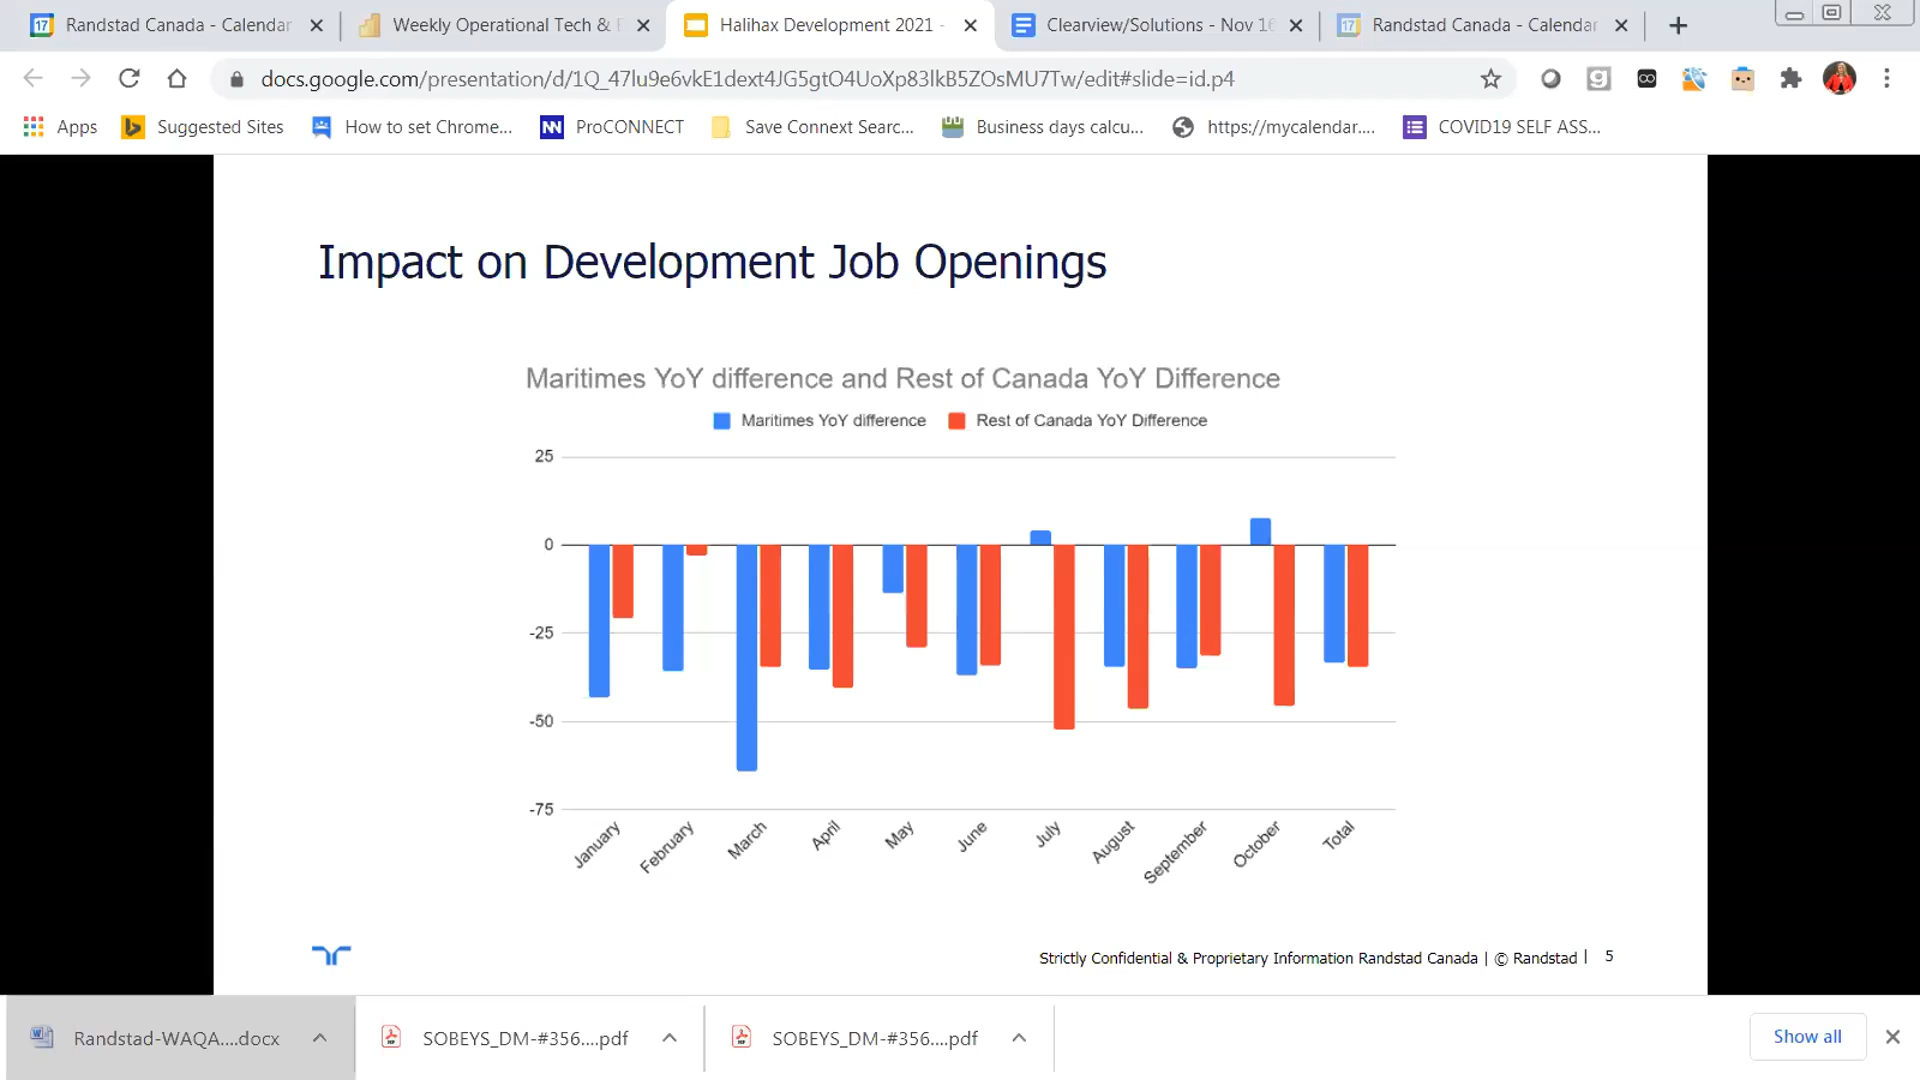 Randstad Canada - Calendar
Weekly Operational Tech &
Halihax Development 2021 -
Clearview/Solutions - Nov 16
Randstad Canada - Calendar
docs.google.com/presentation/d/1Q_47lu9e6vkE1dext4JG5gtO4UoXp83lkB5ZOsMU7Tw/edit#slide=id.p4
Apps
Suggested Sites
How to set Chrome...
ProCONNECT
Save Connext Searc...
Business days calcu...
https://mycalendar....
COVID19 SELF ASS...
Impact on Development Job Openings
Maritimes YoY difference and Rest of Canada YoY Difference
Maritimes YoY difference
Rest of Canada YoY Difference
25
0
-25
-50
-75
January
February
March
April
May
June
July
August
September
October
Total
Strictly Confidential & Proprietary Information Randstad Canada | © Randstad | 5
Randstad-WAQA....docx
SOBEYS_DM-#356....pdf
SOBEYS_DM-#356....pdf
Show all